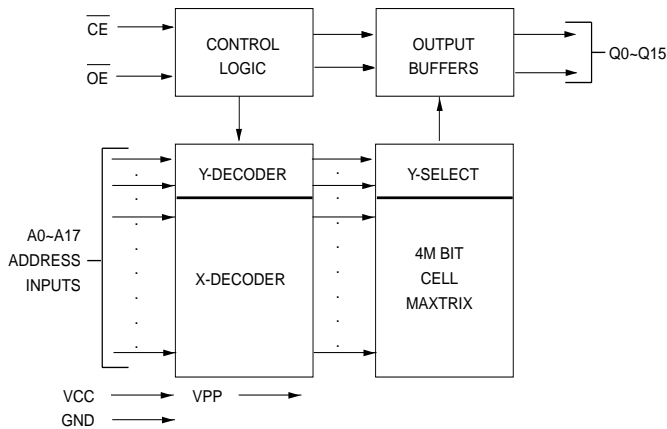 CE
OE
CONTROL
LOGIC
OUTPUT
BUFFERS
Q0~Q15
A0~A17
ADDRESS
INPUTS
Y-DECODER
X-DECODER
Y-SELECT
4M BIT
CELL
MAXTRIX
VCC
VPP
GND